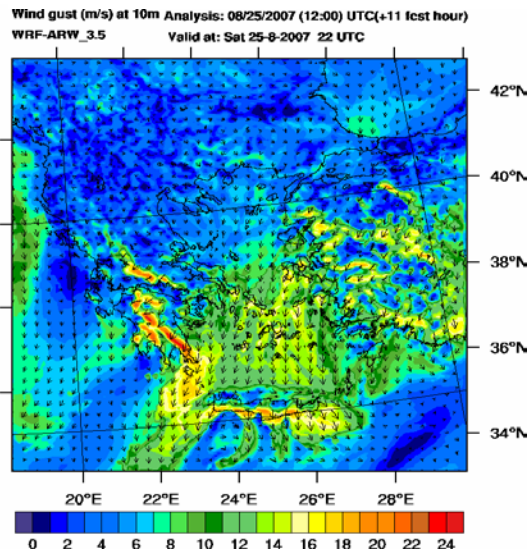 Wind gust (m/s) at 10m Analysis: 08/25/2007 (12:00) UTC(+11 fcst hour)
WRF-ARW_3.5 Valid at: Sat 25-8-2007 22 UTC
42°N
40°N
38°N
36°N
34°N
20°E 22°E 24°E 26°E 28°E
0 2 4 6 8 10 12 14 16 18 20 22 24